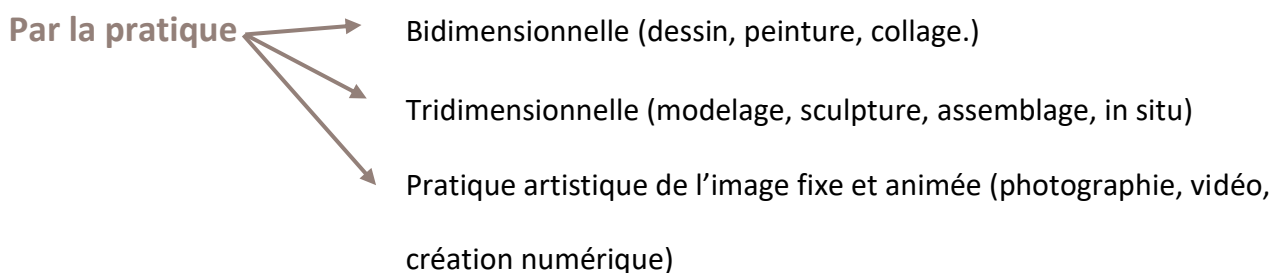 Par la pratique
Bidimensionnelle (dessin, peinture, collage.)
Tridimensionnelle (modelage, sculpture, assemblage, in situ)
Pratique artistique de l’image fixe et animée (photographie, vidéo,
création numérique)